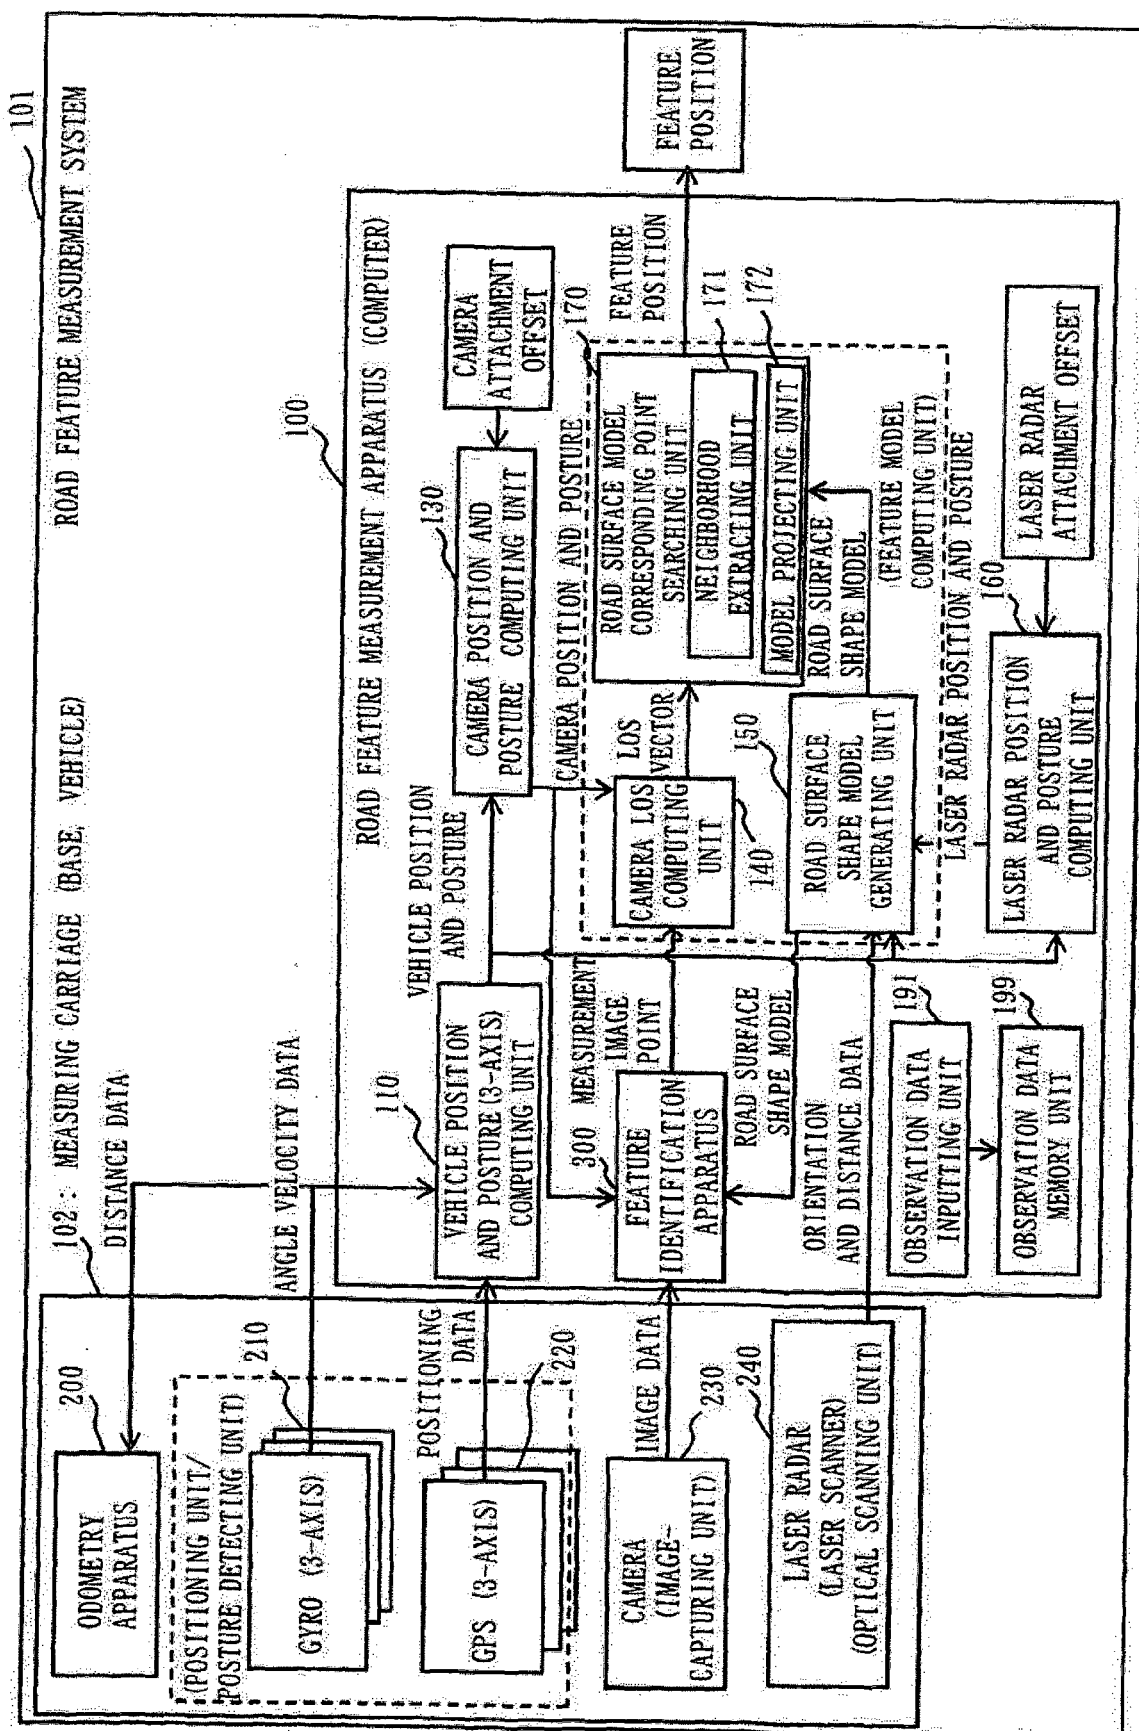 101
ROAD FEATURE MEASUREMENT SYSTEM
102: MEASURING CARRIAGE (BASE, VEHICLE)
200
ODOMETRY
APPARATUS
DISTANCE DATA
(POSITIONING UNIT/
POSTURE DETECTING UNIT)
210
GYRO (3-AXIS)
ANGLE VELOCITY DATA
220
GPS (3-AXIS)
POSITIONING
DATA
230
CAMERA
(IMAGE-
CAPTURING UNIT)
IMAGE DATA
240
LASER RADAR
(LASER SCANNER)
(OPTICAL SCANNING UNIT)
ORIENTATION
AND DISTANCE DATA
100
ROAD FEATURE MEASUREMENT APPARATUS (COMPUTER)
110
VEHICLE POSITION
AND POSTURE (3-AXIS)
COMPUTING UNIT
VEHICLE POSITION
AND POSTURE
130
CAMERA POSITION AND
POSTURE COMPUTING UNIT
CAMERA
ATTACHMENT
OFFSET
CAMERA POSITION AND POSTURE
300
FEATURE
IDENTIFICATION
APPARATUS
MEASUREMENT
IMAGE
POINT
ROAD SURFACE
SHAPE MODEL
CAMERA LOS
COMPUTING
UNIT
140
LOS
VECTOR
150
ROAD SURFACE
SHAPE MODEL
GENERATING UNIT
170
ROAD SURFACE MODEL
CORRESPONDING POINT
SEARCHING UNIT
171
NEIGHBORHOOD
EXTRACTING UNIT
172
MODEL PROJECTING UNIT
ROAD SURFACE
SHAPE MODEL
(FEATURE MODEL
COMPUTING UNIT)
FEATURE
POSITION
FEATURE
POSITION
LASER RADAR POSITION AND POSTURE
160
LASER RADAR POSITION
AND POSTURE
COMPUTING UNIT
LASER RADAR
ATTACHMENT OFFSET
191
OBSERVATION DATA
INPUTTING UNIT
199
OBSERVATION DATA
MEMORY UNIT